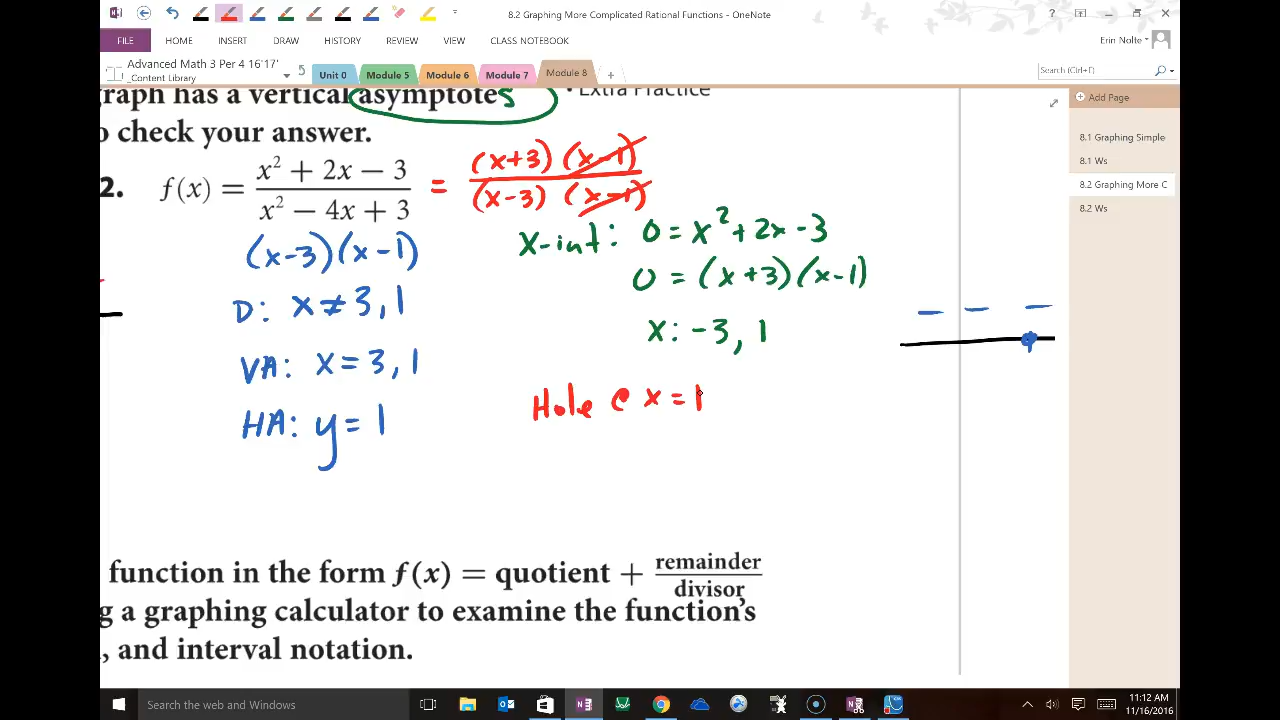 8.2 Graphing More Complicated Rational Functions - OneNote
FILE HOME INSERT DRAW HISTORY REVIEW VIEW CLASS NOTEBOOK
Erin Nolte
Advanced Math 3 Per 4 16'17'
_Content Library
5
Unit 0
Module 5
Module 6
Module 7
Module 8
+
Search (Ctrl+E)
Add Page
8.1 Graphing Simple
8.1 Ws
8.2 Graphing More C
8.2 Ws
graph has a vertical asymptotes
• Extra Practice
o check your answer.
2. f(x) = x² + 2x − 3 / x² − 4x + 3 = (x+3)(x−1) / (x−3)(x−1)
(x−3)(x−1)
D: x ≠ 3, 1
VA: x = 3, 1
HA: y = 1
x-int: 0 = x² + 2x − 3
0 = (x+3)(x−1)
x: −3, 1
Hole @ x = 1
function in the form f(x) = quotient + remainder / divisor
g a graphing calculator to examine the function's
, and interval notation.
Search the web and Windows
11:12 AM
11/16/2016